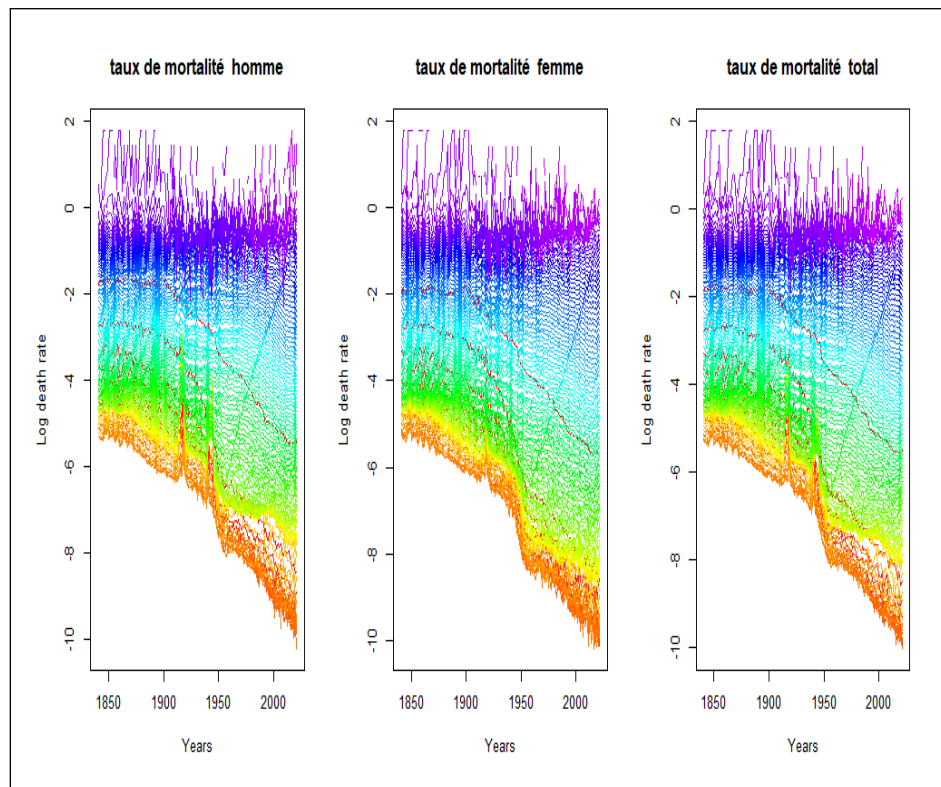 taux de mortalité homme
taux de mortalité femme
taux de mortalité total
Log death rate
2
0
-2
-4
-6
-8
-10
1850 1900 1950 2000
Years
Log death rate
2
0
-2
-4
-6
-8
-10
1850 1900 1950 2000
Years
Log death rate
2
0
-2
-4
-6
-8
-10
1850 1900 1950 2000
Years